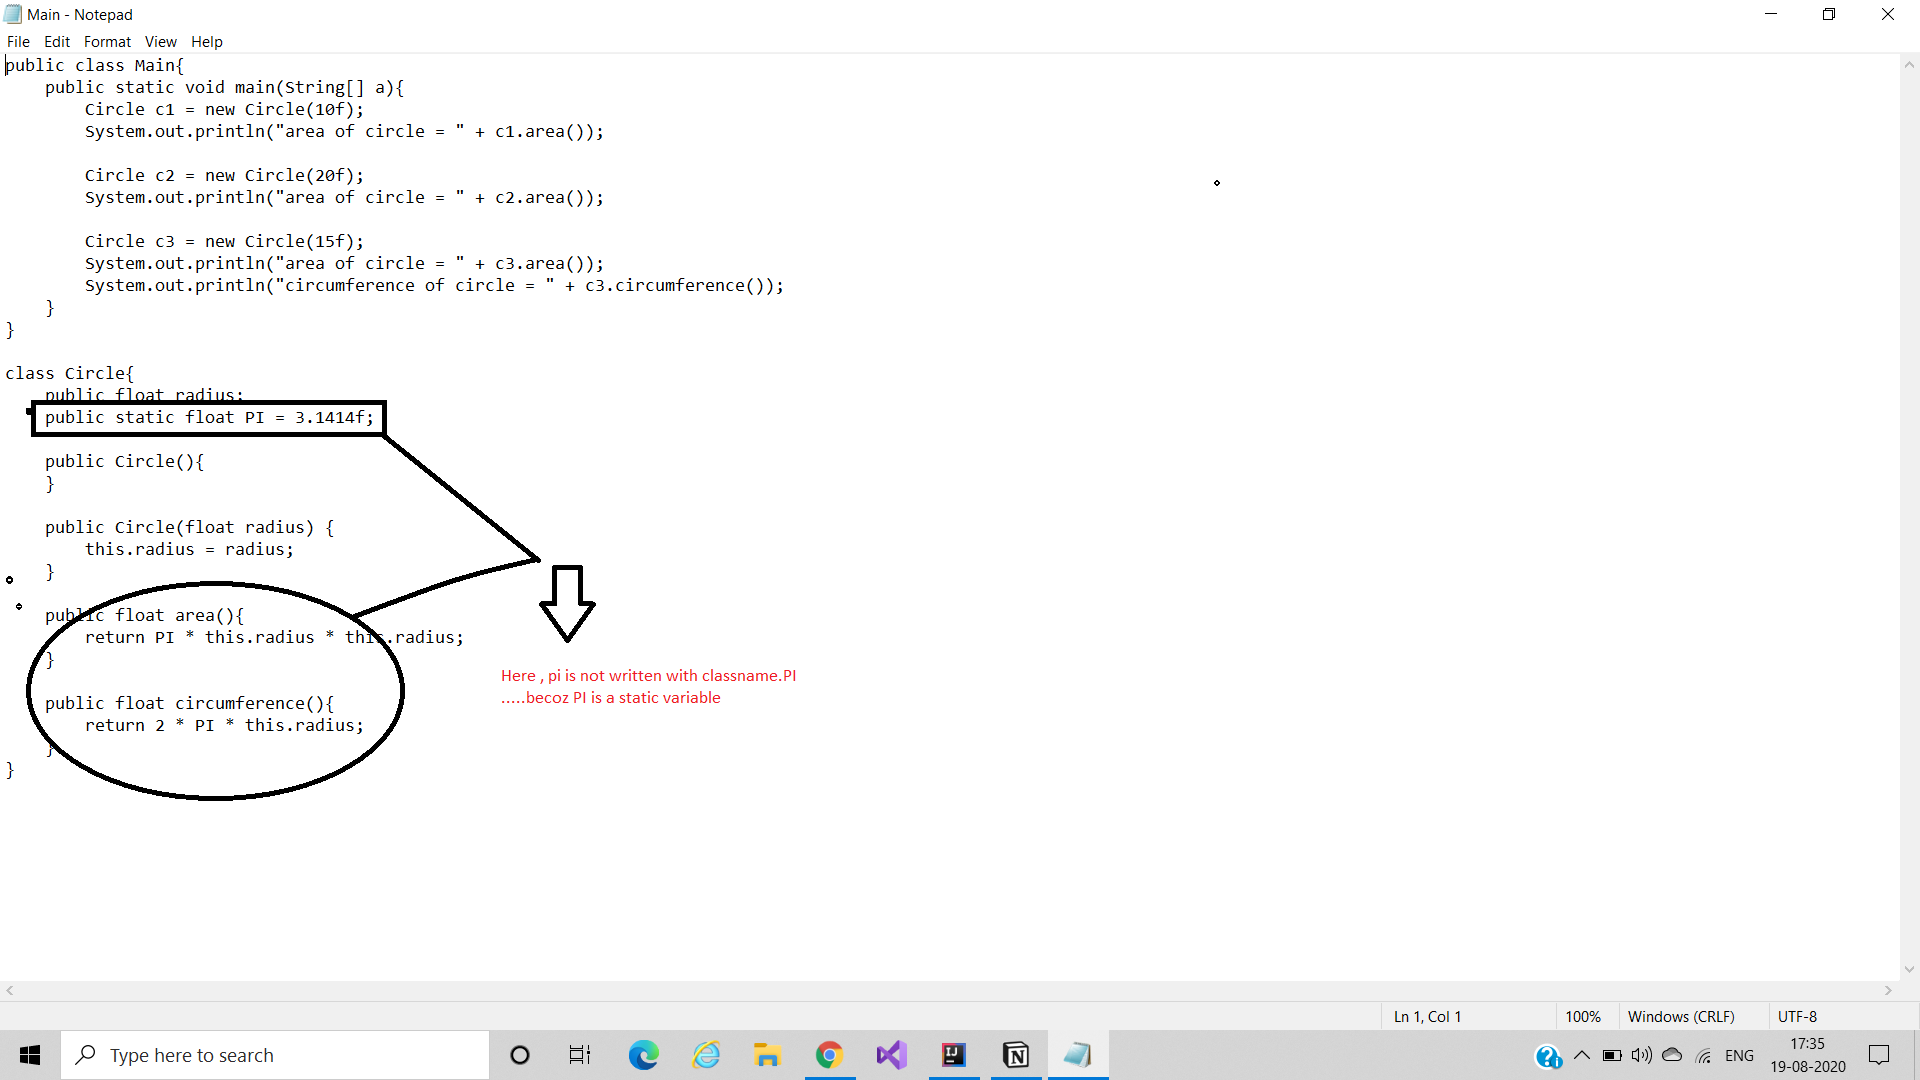 Main - Notepad
File Edit Format View Help
public class Main{
    public static void main(String[] a){
        Circle c1 = new Circle(10f);
        System.out.println("area of circle = " + c1.area());

        Circle c2 = new Circle(20f);
        System.out.println("area of circle = " + c2.area());

        Circle c3 = new Circle(15f);
        System.out.println("area of circle = " + c3.area());
        System.out.println("circumference of circle = " + c3.circumference());
    }
}

class Circle{
    public float radius;
    public static float PI = 3.1414f;

    public Circle(){
    }

    public Circle(float radius) {
        this.radius = radius;
    }

    public float area(){
        return PI * this.radius * this.radius;
    }

    public float circumference(){
        return 2 * PI * this.radius;
    }
}
Here , pi is not written with classname.PI
.....becoz PI is a static variable
Ln 1, Col 1 100% Windows (CRLF) UTF-8
Type here to search
ENG
17:35
19-08-2020